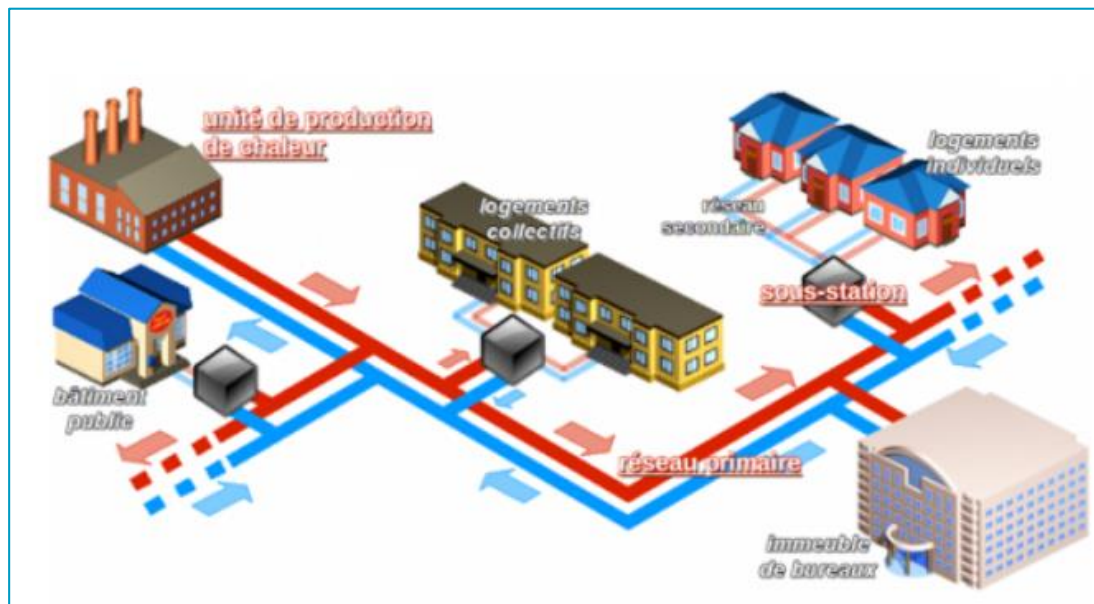 unité de production
de chaleur
logements
individuels
logements
collectifs
réseau
secondaire
sous-station
bâtiment
public
réseau primaire
immeuble
de bureaux